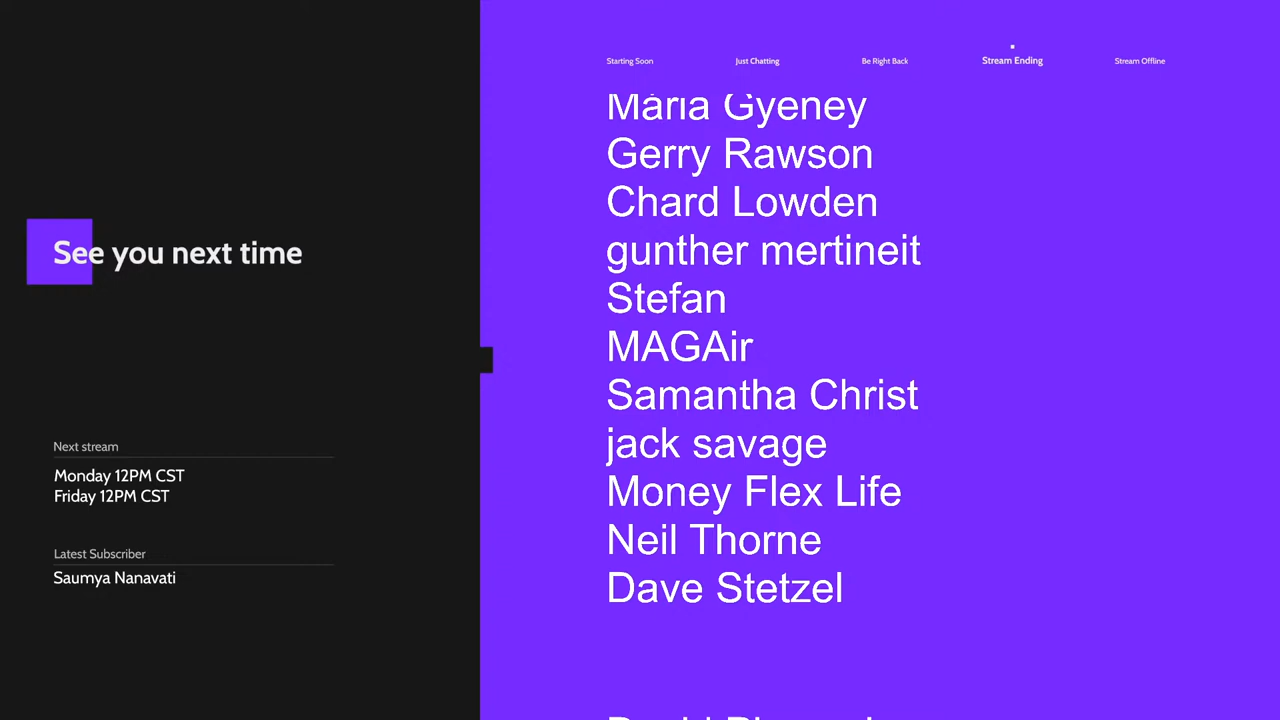 Starting Soon
Just Chatting
Be Right Back
Stream Ending
Stream Offline
Mária Gyeney
Gerry Rawson
Chard Lowden
gunther mertineit
Stefan
MAGAir
Samantha Christ
jack savage
Money Flex Life
Neil Thorne
Dave Stetzel
See you next time
Next stream
Monday 12PM CST
Friday 12PM CST
Latest Subscriber
Saumya Nanavati